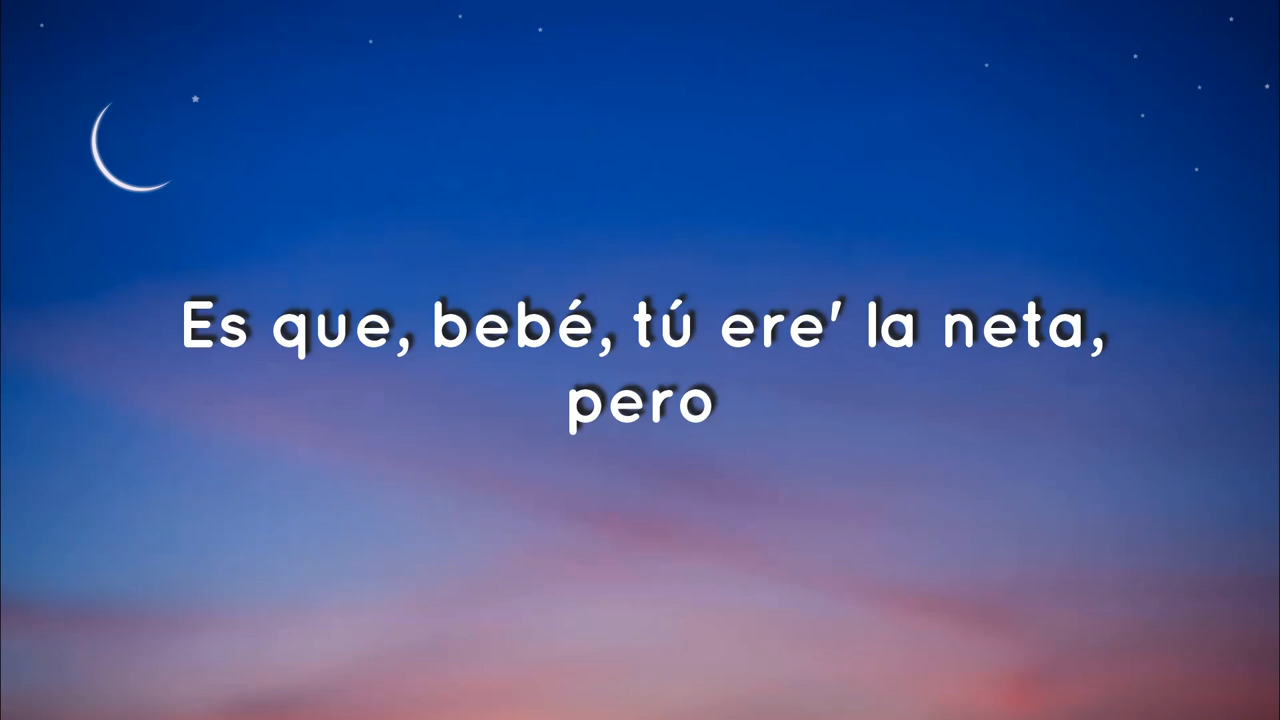 Es que, bebé, tú ere' la neta,
pero